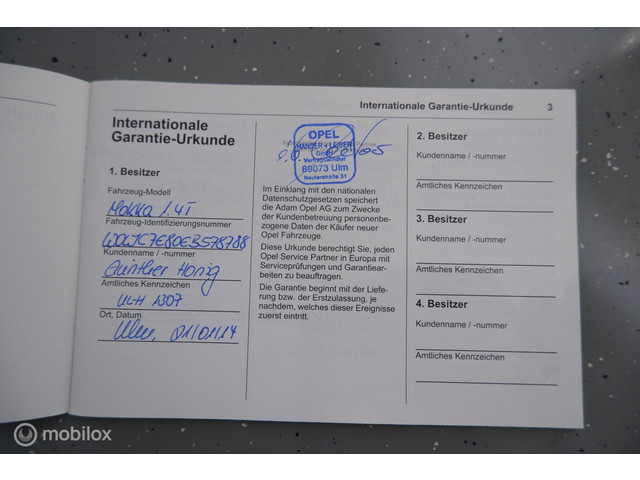 Internationale Garantie-Urkunde 3
Internationale
Garantie-Urkunde
1. Besitzer
Fahrzeug-Modell
Mokka 1.4T
Fahrzeug-Identifizierungsnummer
Kundenname / -nummer
Günther Honig
Amtliches Kennzeichen
UL-H 1307
Ort, Datum
Ulm, 01/01/14
OPEL
GmbH
Vertragshändler
89073 Ulm
Neutorstraße 21
Im Einklang mit den nationalen
Datenschutzgesetzen speichert
die Adam Opel AG zum Zwecke
der Kundenbetreuung personenbe-
zogene Daten der Käufer neuer
Opel Fahrzeuge.
Diese Urkunde berechtigt Sie, jeden
Opel Service Partner in Europa mit
Serviceprüfungen und Garantiear-
beiten zu beauftragen.
Die Garantie beginnt mit der Liefe-
rung bzw. der Erstzulassung, je
nachdem, welches dieser Ereignisse
zuerst eintritt.
2. Besitzer
Kundenname / -nummer
Amtliches Kennzeichen
3. Besitzer
Kundenname / -nummer
Amtliches Kennzeichen
4. Besitzer
Kundenname / -nummer
Amtliches Kennzeichen
mobilox